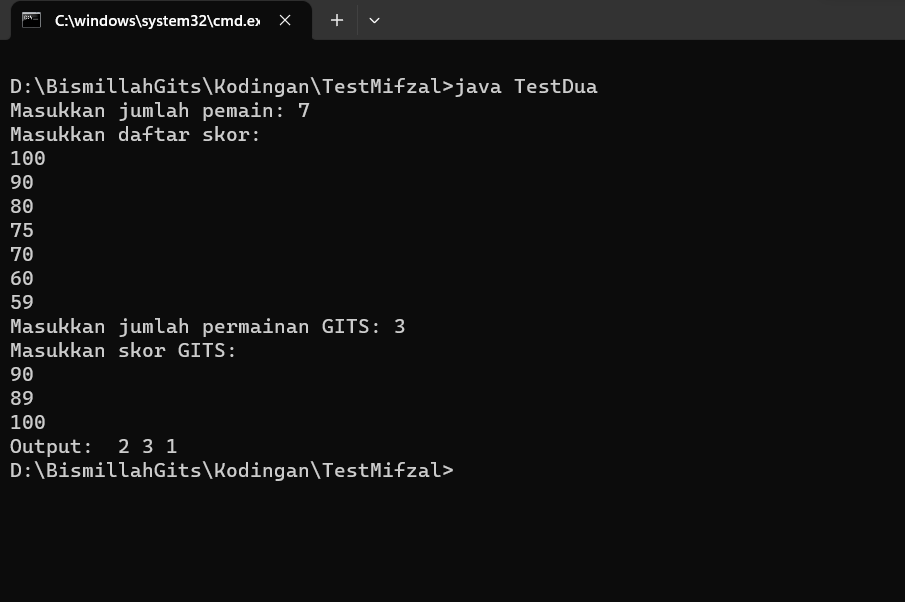 C:\windows\system32\cmd.ex
D:\BismillahGits\Kodingan\TestMifzal>java TestDua
Masukkan jumlah pemain: 7
Masukkan daftar skor:
100
90
80
75
70
60
59
Masukkan jumlah permainan GITS: 3
Masukkan skor GITS:
90
89
100
Output:  2 3 1
D:\BismillahGits\Kodingan\TestMifzal>